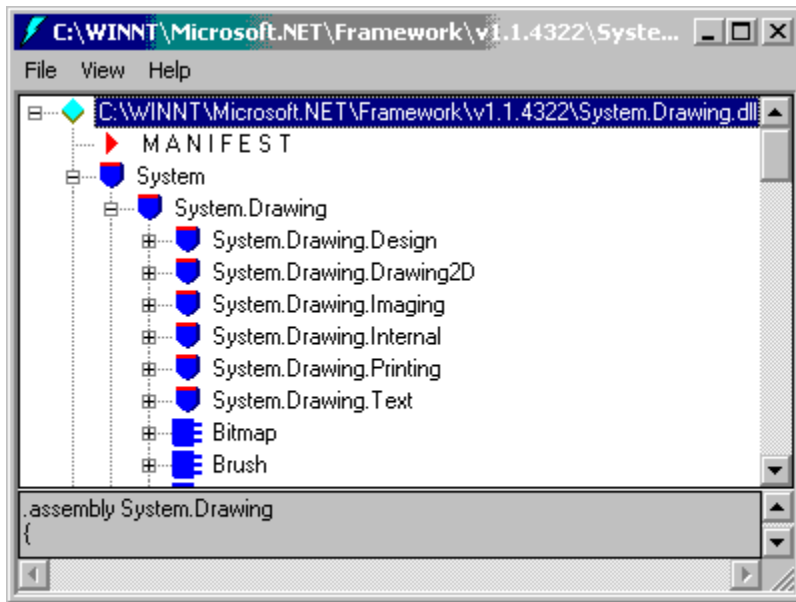 C:\WINNT\Microsoft.NET\Framework\v1.1.4322\Syste...
File View Help
C:\WINNT\Microsoft.NET\Framework\v1.1.4322\System.Drawing.dll
M A N I F E S T
System
System.Drawing
System.Drawing.Design
System.Drawing.Drawing2D
System.Drawing.Imaging
System.Drawing.Internal
System.Drawing.Printing
System.Drawing.Text
Bitmap
Brush
.assembly System.Drawing
{